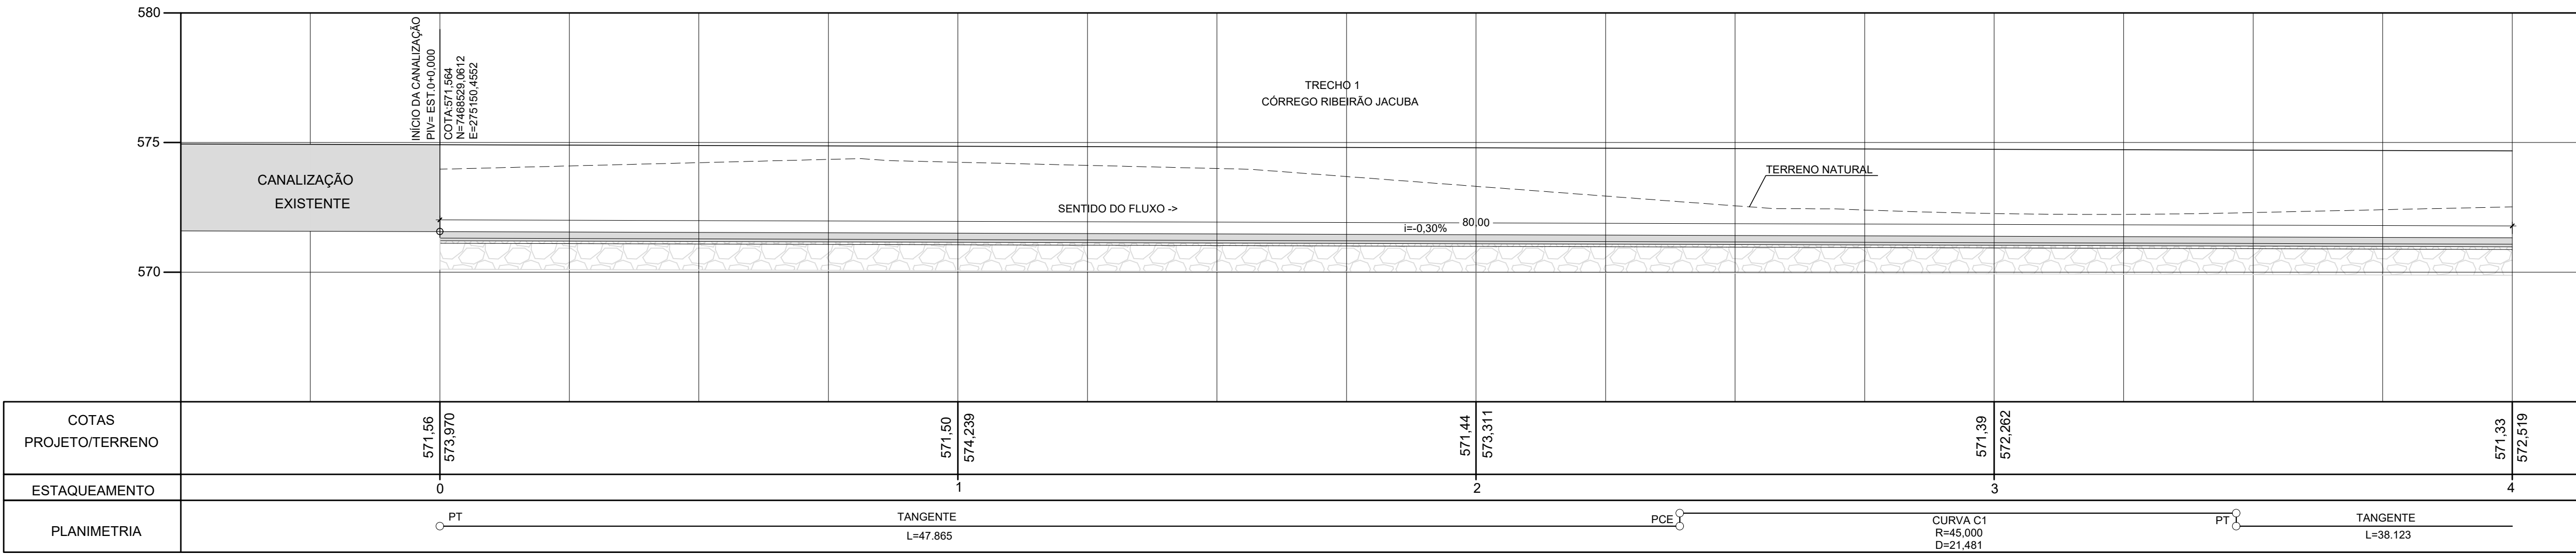 580
575
570
INÍCIO DA CANALIZAÇÃO
PIV= EST.0+0,000
COTA:571,564
N=7468529,0612
E=275150,4552
TRECHO 1
CÓRREGO RIBEIRÃO JACUBA
CANALIZAÇÃO
EXISTENTE
TERRENO NATURAL
SENTIDO DO FLUXO ->
80,00
i=-0,30%
COTAS
PROJETO/TERRENO
571,56
573,970
571,50
574,239
571,44
573,311
571,39
572,262
571,33
572,519
ESTAQUEAMENTO
0
1
2
3
4
PLANIMETRIA
PT
TANGENTE
L=47.865
PCE
CURVA C1
R=45,000
D=21,481
PT
TANGENTE
L=38.123